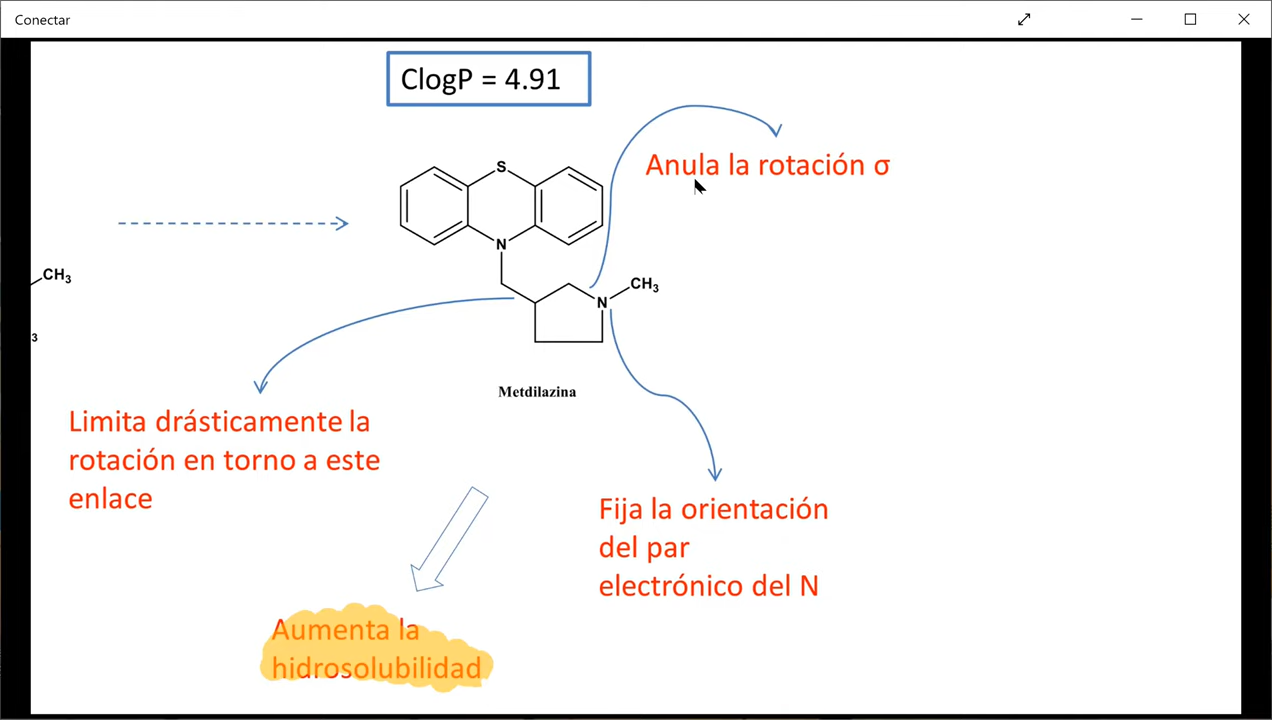 Conectar
ClogP = 4.91
Anula la rotación σ
S
N
CH3
N
CH3
3
Metdilazina
Limita drásticamente la
rotación en torno a este
enlace
Fija la orientación
del par
electrónico del N
Aumenta la
hidrosolubilidad